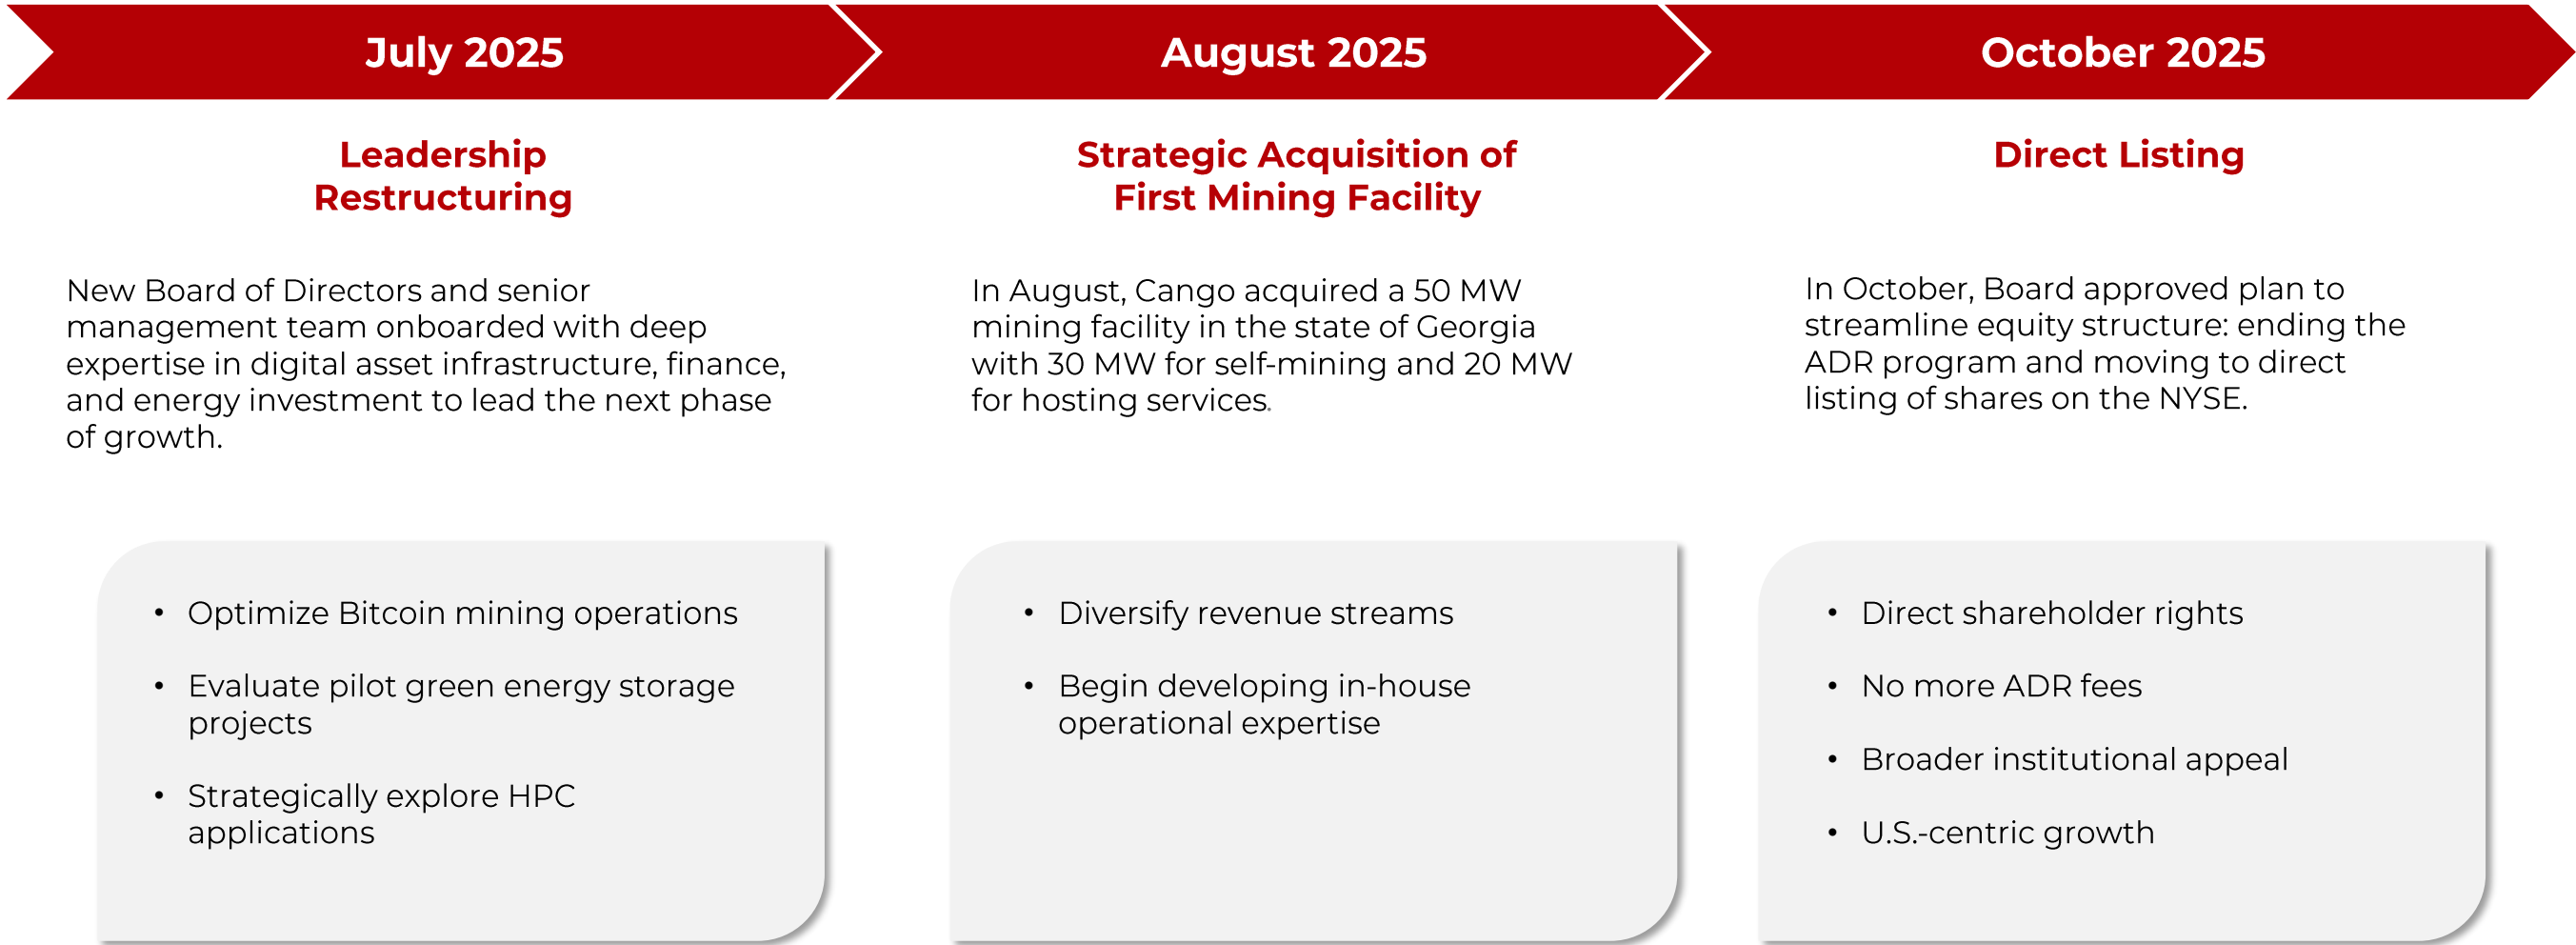 July 2025
August 2025
October 2025
Leadership
Restructuring
New Board of Directors and senior
management team onboarded with deep
expertise in digital asset infrastructure, finance,
and energy investment to lead the next phase
of growth.
• Optimize Bitcoin mining operations
• Evaluate pilot green energy storage
projects
• Strategically explore HPC
applications
Strategic Acquisition of
First Mining Facility
In August, Cango acquired a 50 MW
mining facility in the state of Georgia
with 30 MW for self-mining and 20 MW
for hosting services.
• Diversify revenue streams
• Begin developing in-house
operational expertise
Direct Listing
In October, Board approved plan to
streamline equity structure: ending the
ADR program and moving to direct
listing of shares on the NYSE.
• Direct shareholder rights
• No more ADR fees
• Broader institutional appeal
• U.S.-centric growth